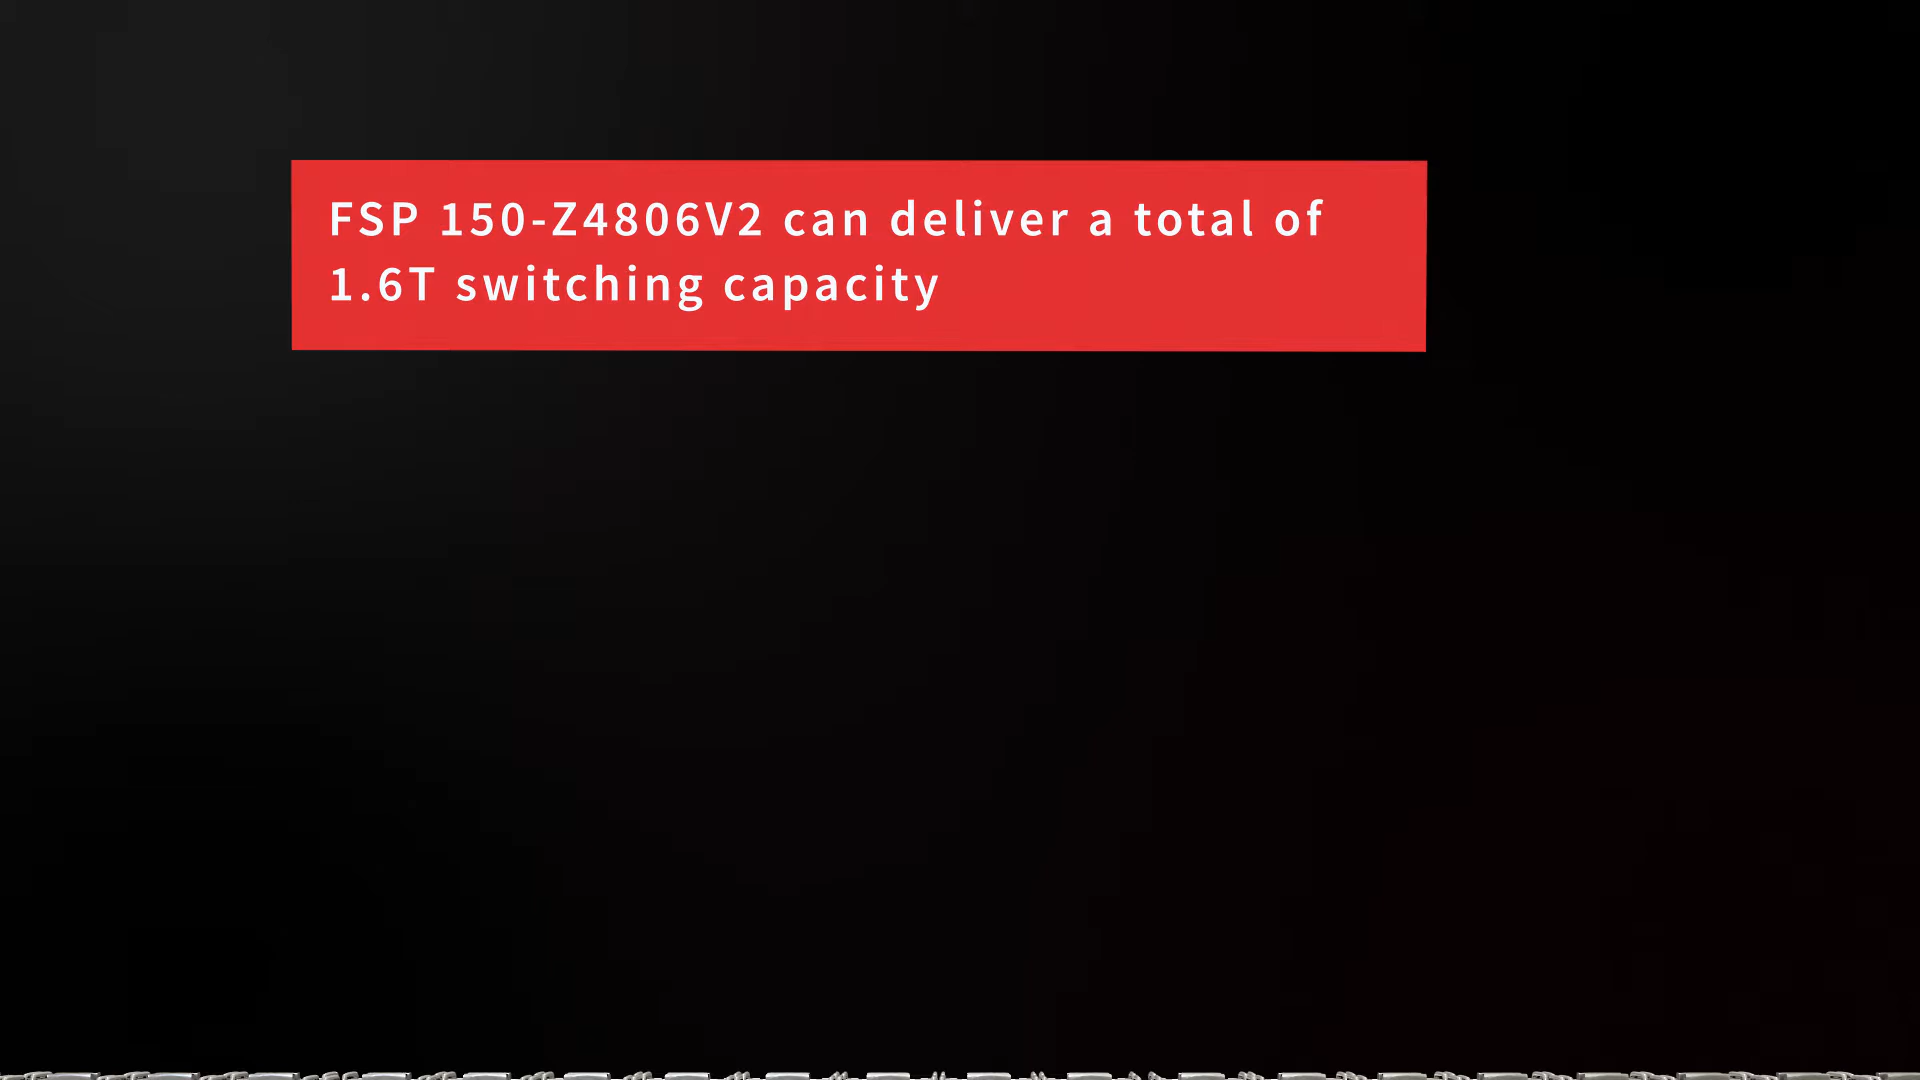 FSP 150-Z4806V2 can deliver a total of
1.6T switching capacity